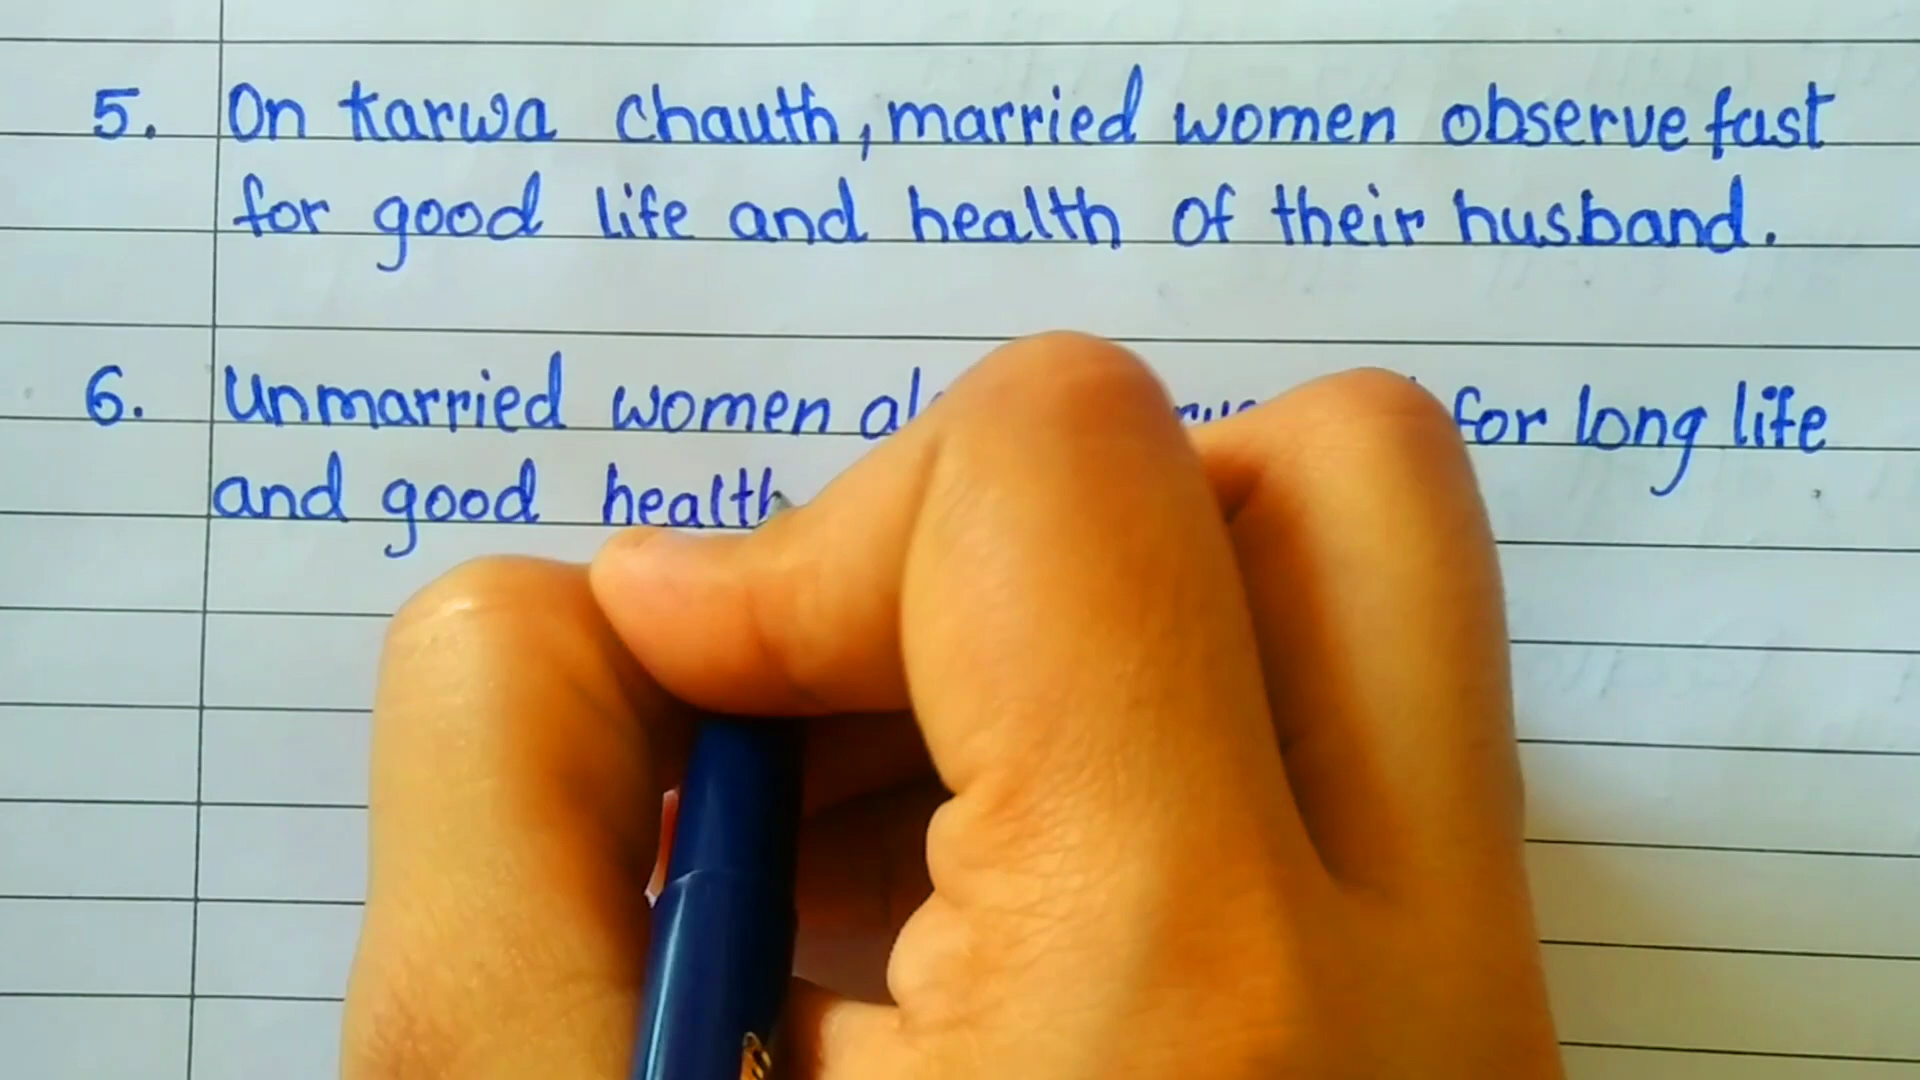 5. On karwa chauth, married women observe fast
for good life and health of their husband.
6. Unmarried women for long life
and good health